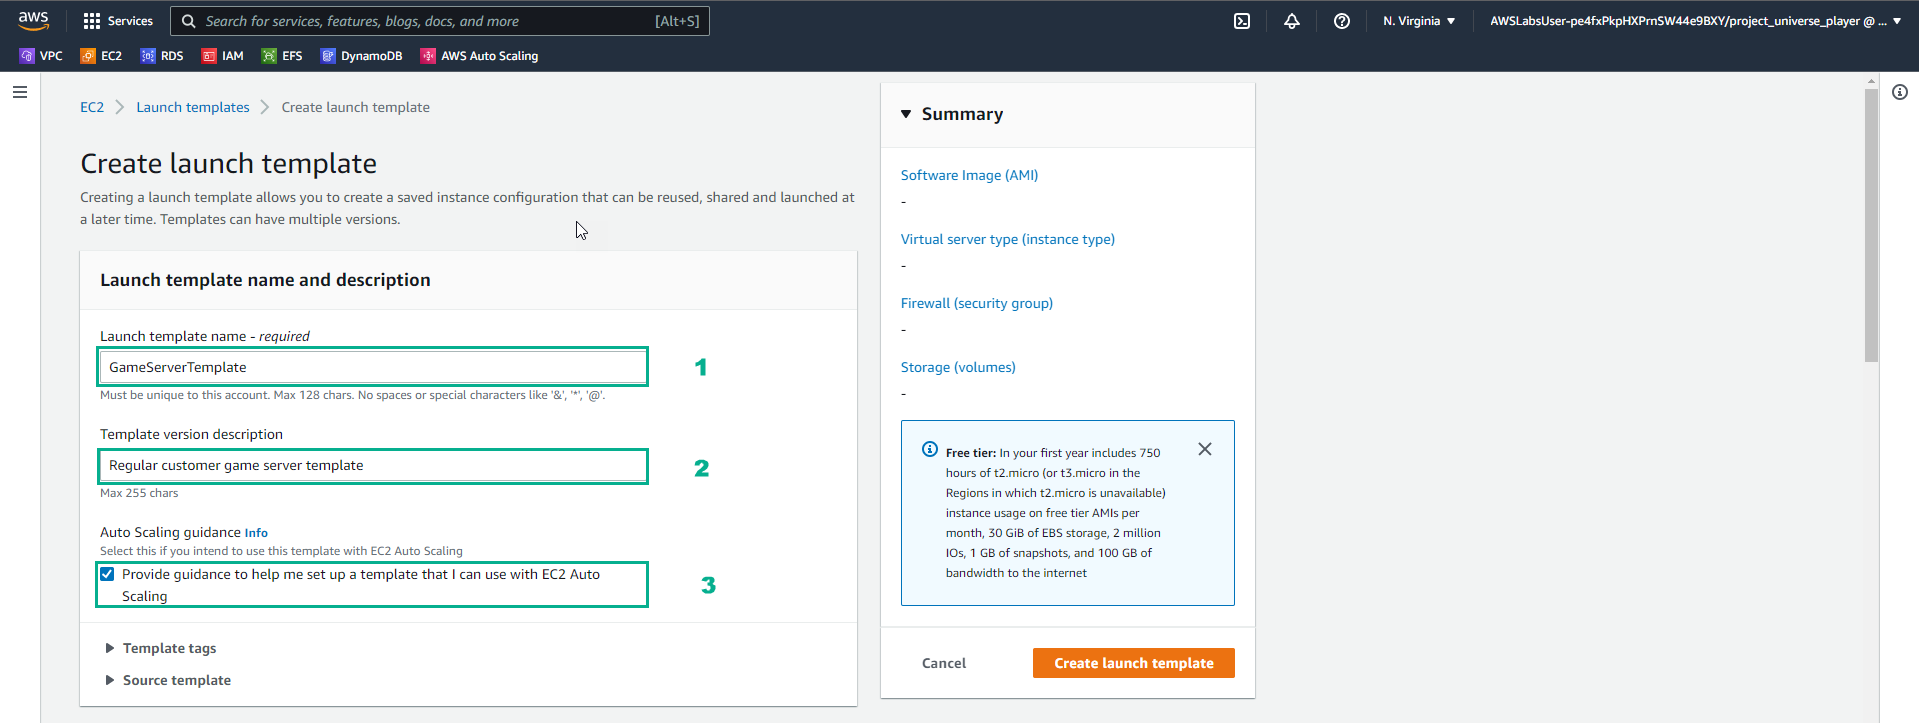 aws
Services
Search for services, features, blogs, docs, and more
[Alt+S]
N. Virginia
AWSLabsUser-pe4fxPkpHXPrnSW44e9BXY/project_universe_player @ ...
VPC
EC2
RDS
IAM
EFS
DynamoDB
AWS Auto Scaling
EC2
Launch templates
Create launch template
Create launch template
Creating a launch template allows you to create a saved instance configuration that can be reused, shared and launched at
a later time. Templates can have multiple versions.
Launch template name and description
Launch template name - required
GameServerTemplate
1
Must be unique to this account. Max 128 chars. No spaces or special characters like '&', '*', '@'.
Template version description
Regular customer game server template
2
Max 255 chars
Auto Scaling guidance Info
Select this if you intend to use this template with EC2 Auto Scaling
Provide guidance to help me set up a template that I can use with EC2 Auto
Scaling
3
Template tags
Source template
Summary
Software Image (AMI)
-
Virtual server type (instance type)
-
Firewall (security group)
-
Storage (volumes)
-
Free tier: In your first year includes 750
hours of t2.micro (or t3.micro in the
Regions in which t2.micro is unavailable)
instance usage on free tier AMIs per
month, 30 GiB of EBS storage, 2 million
IOs, 1 GB of snapshots, and 100 GB of
bandwidth to the internet
Cancel
Create launch template